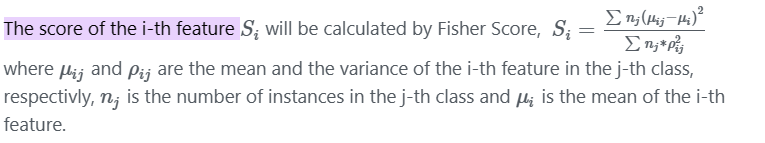 The score of the i-th feature S_i will be calculated by Fisher Score, S_i = \frac{\sum n_j(\mu_{ij}-\mu_i)^2}{\sum n_j*\rho_{ij}^2}
where μ_{ij} and ρ_{ij} are the mean and the variance of the i-th feature in the j-th class,
respectivly, n_j is the number of instances in the j-th class and μ_i is the mean of the i-th
feature.